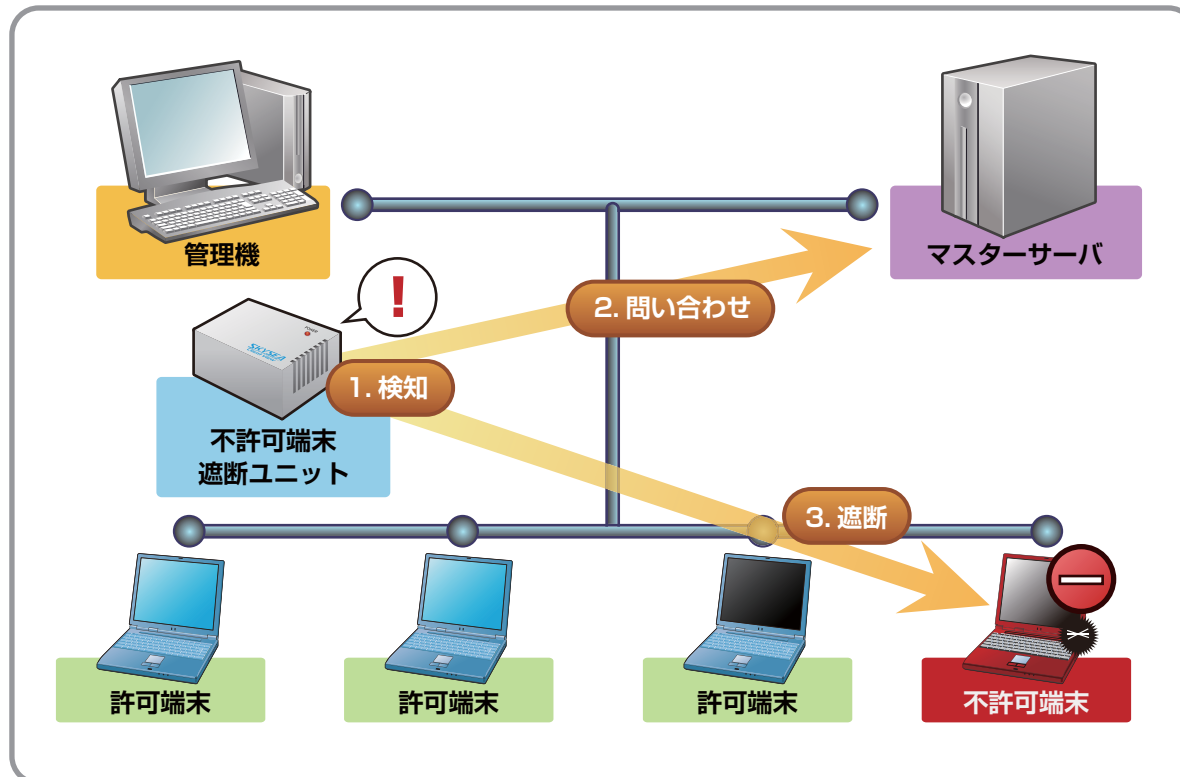 管理機
マスターサーバ
!
2. 問い合わせ
POWER
SKYSEA
1. 検知
不許可端末
遮断ユニット
3. 遮断
許可端末
許可端末
許可端末
不許可端末